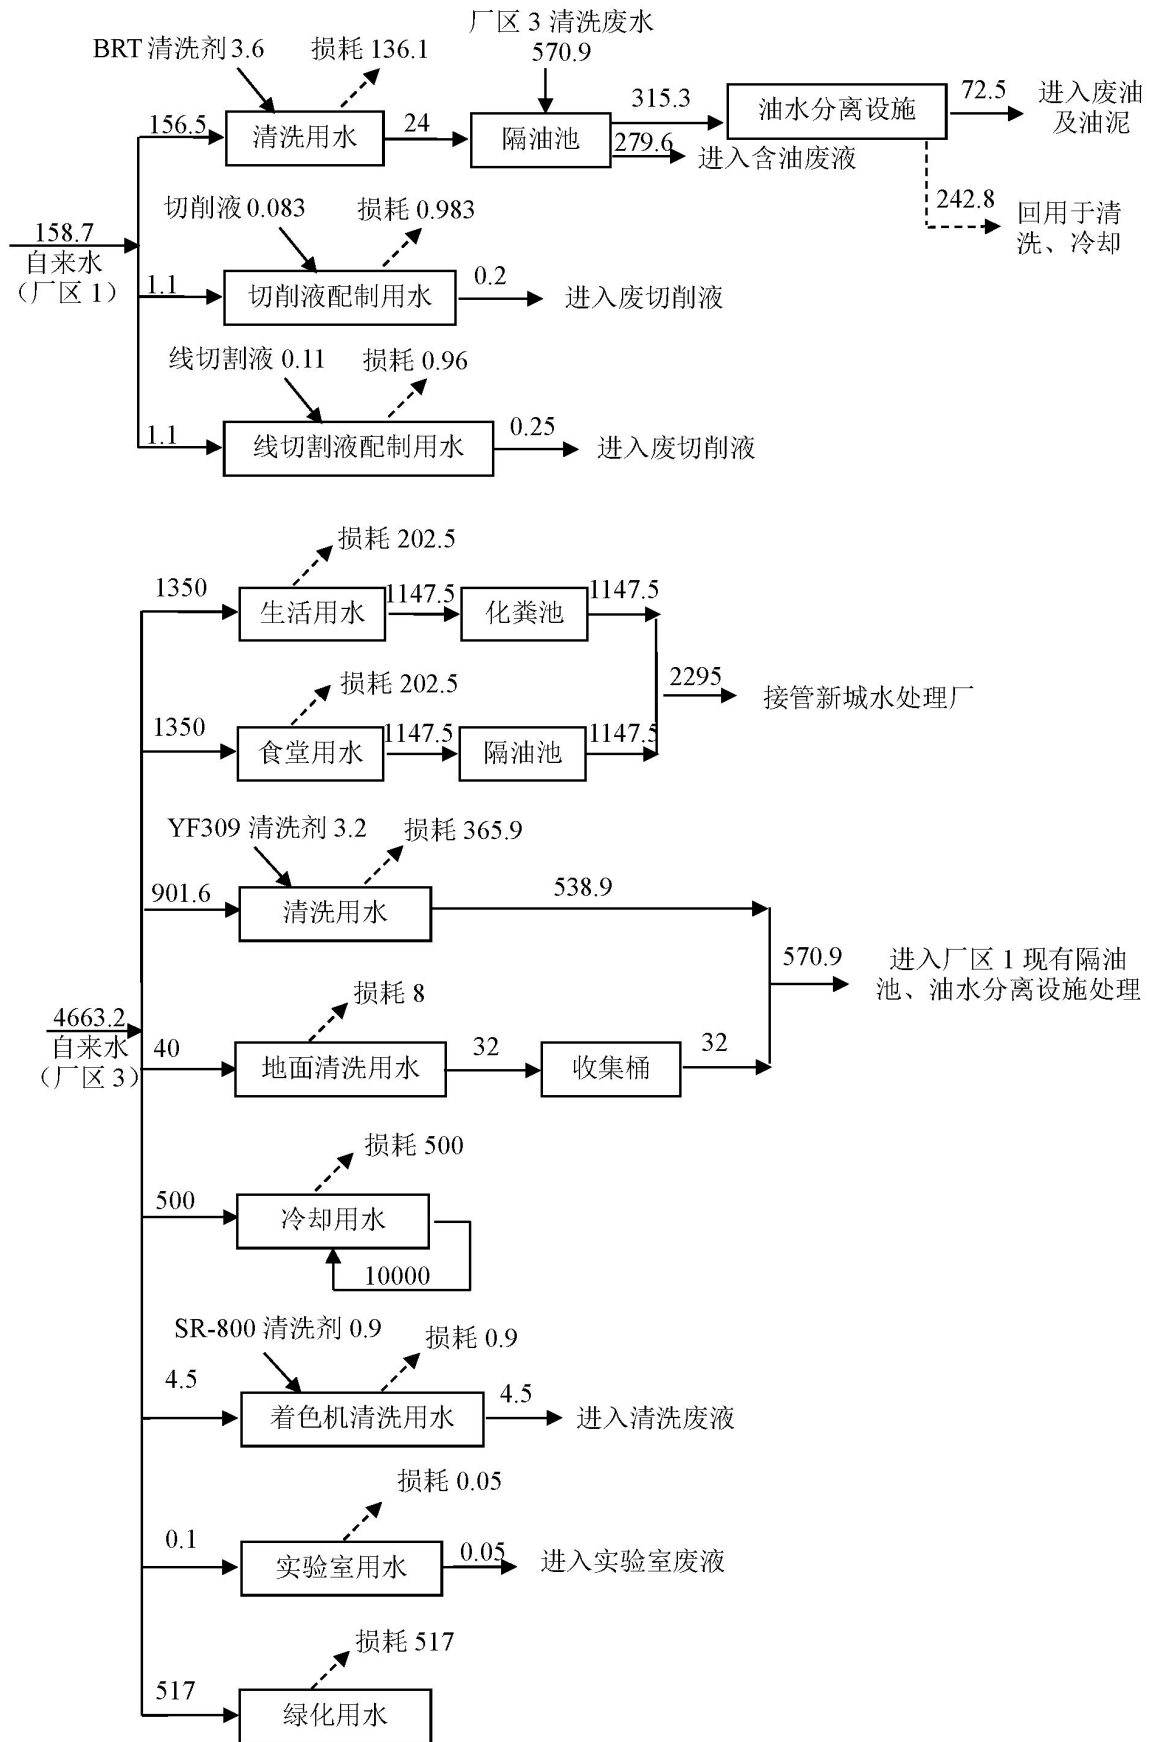 厂区 3 清洗废水
570.9
BRT 清洗剂 3.6
损耗 136.1
156.5
清洗用水
24
隔油池
315.3
279.6
进入含油废液
油水分离设施
72.5
进入废油
及油泥
242.8
回用于清
洗、冷却
158.7
自来水
（厂区 1）
切削液 0.083
损耗 0.983
1.1
切削液配制用水
0.2
进入废切削液
线切割液 0.11
损耗 0.96
1.1
线切割液配制用水
0.25
进入废切削液
损耗 202.5
1350
生活用水
1147.5
化粪池
1147.5
2295
接管新城水处理厂
损耗 202.5
1350
食堂用水
1147.5
隔油池
1147.5
YF309 清洗剂 3.2
损耗 365.9
901.6
清洗用水
538.9
570.9
进入厂区 1 现有隔油
池、油水分离设施处理
4663.2
自来水
（厂区 3）
损耗 8
40
地面清洗用水
32
收集桶
32
损耗 500
500
冷却用水
10000
SR-800 清洗剂 0.9
损耗 0.9
4.5
着色机清洗用水
4.5
进入清洗废液
损耗 0.05
0.1
实验室用水
0.05
进入实验室废液
损耗 517
517
绿化用水